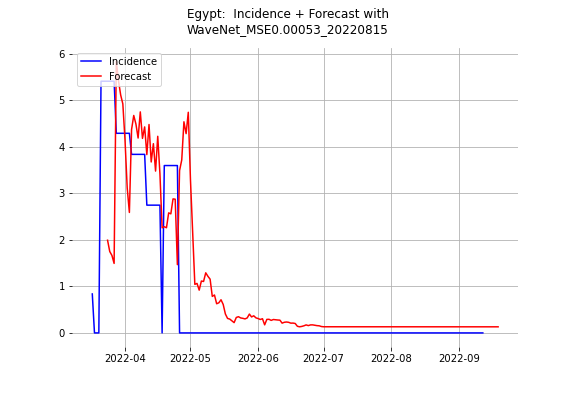 Egypt:  Incidence + Forecast with
WaveNet_MSE0.00053_20220815
Incidence
Forecast
6
5
4
3
2
1
0
2022-04 2022-05 2022-06 2022-07 2022-08 2022-09